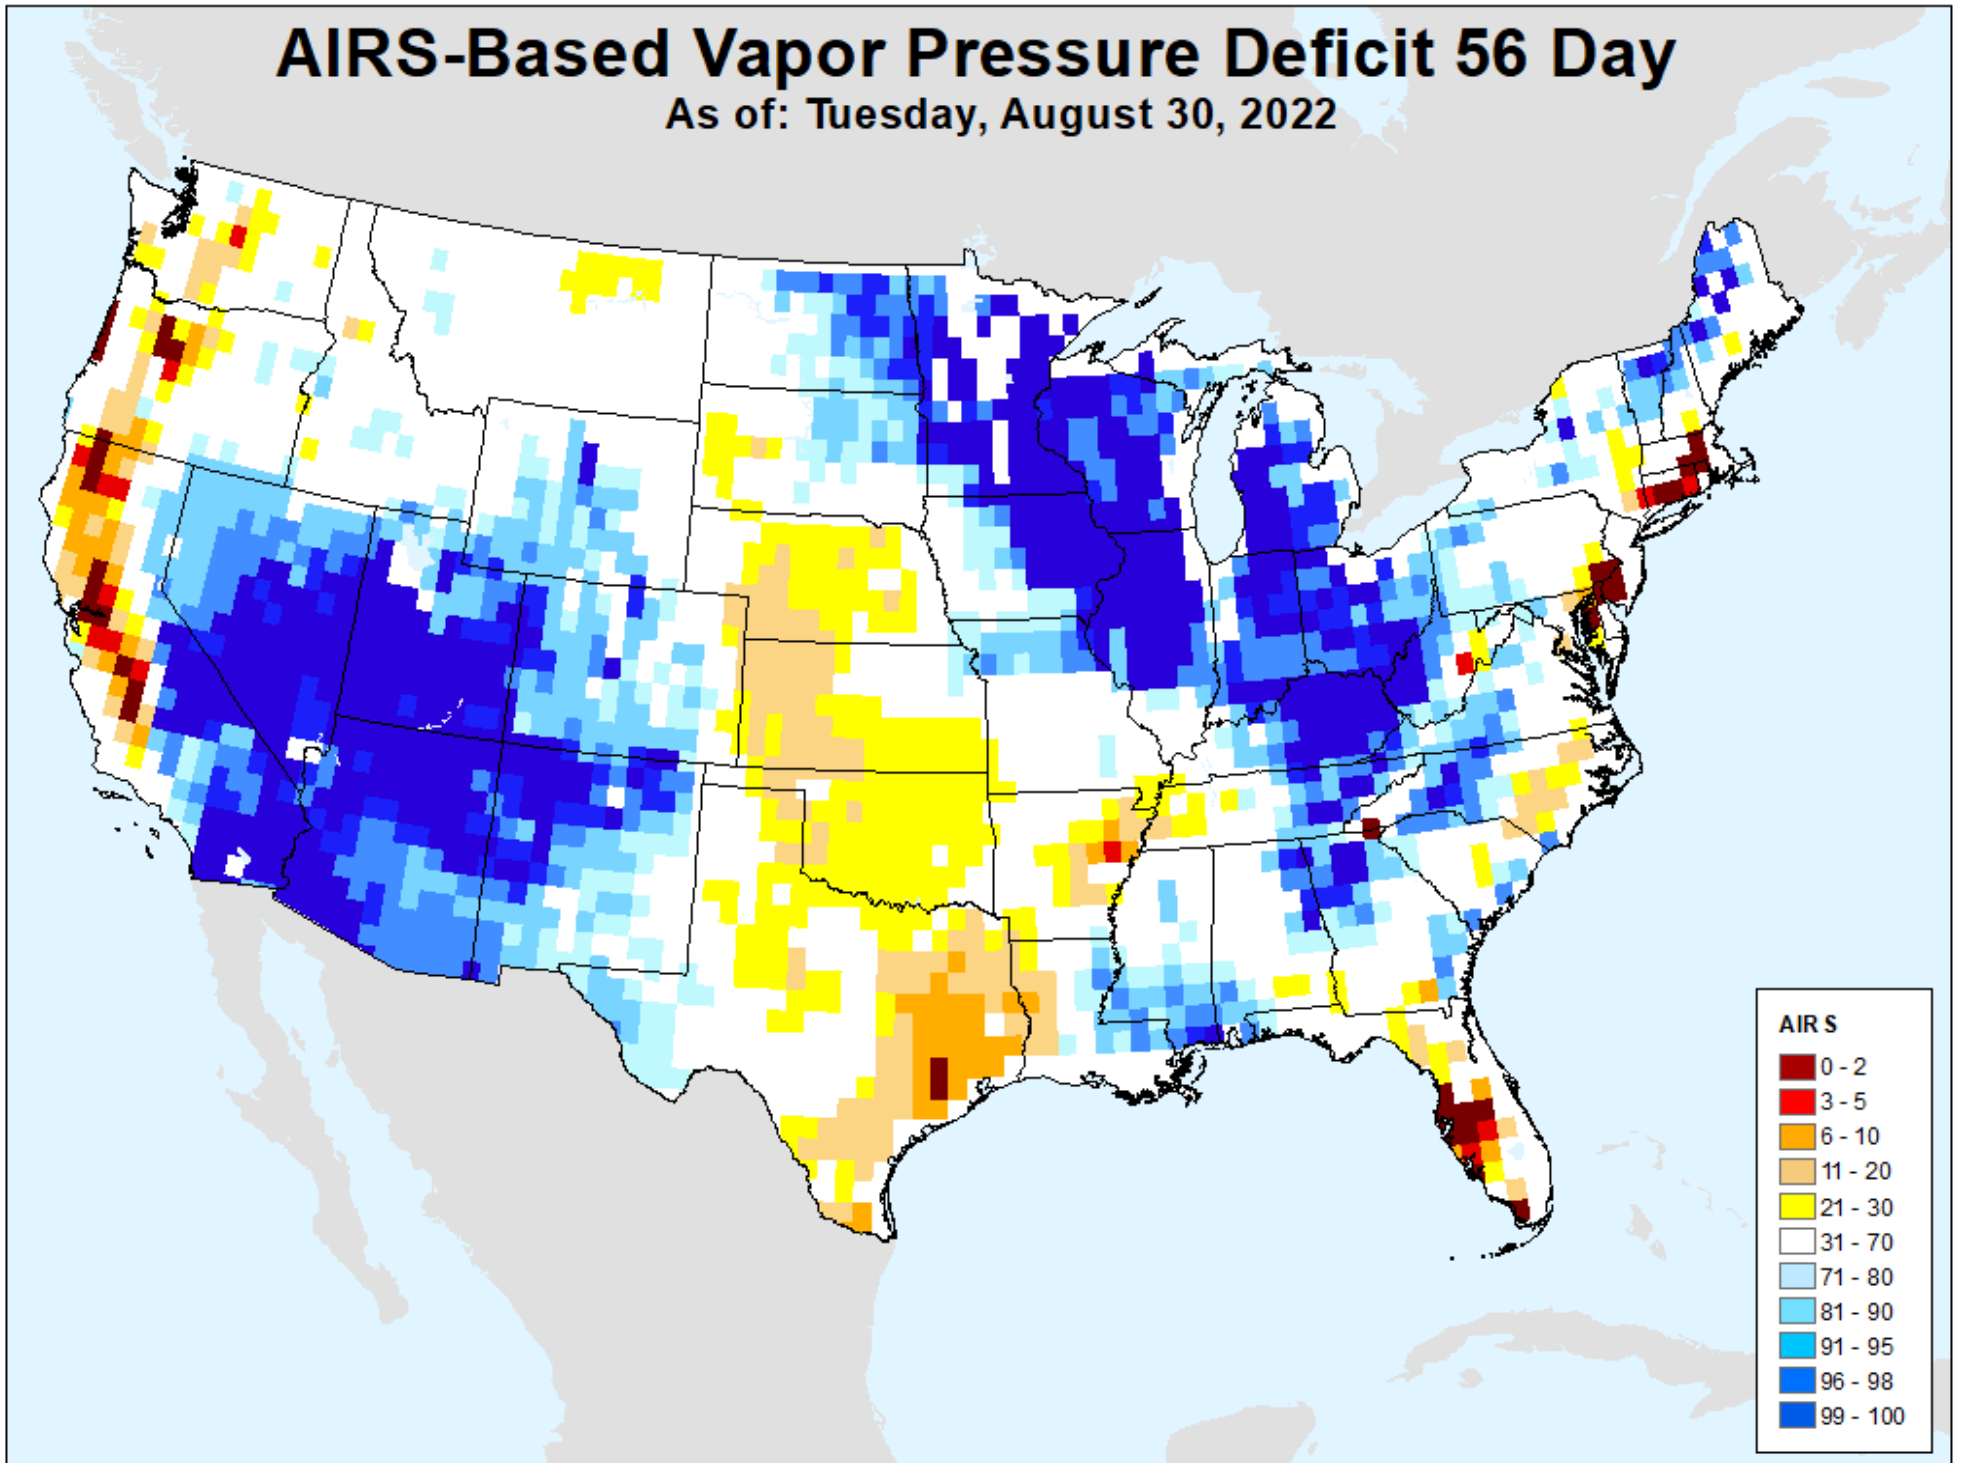 AIRS-Based Vapor Pressure Deficit 56 Day
As of: Tuesday, August 30, 2022
AIRS
0 - 2
3 - 5
6 - 10
11 - 20
21 - 30
31 - 70
71 - 80
81 - 90
91 - 95
96 - 98
99 - 100